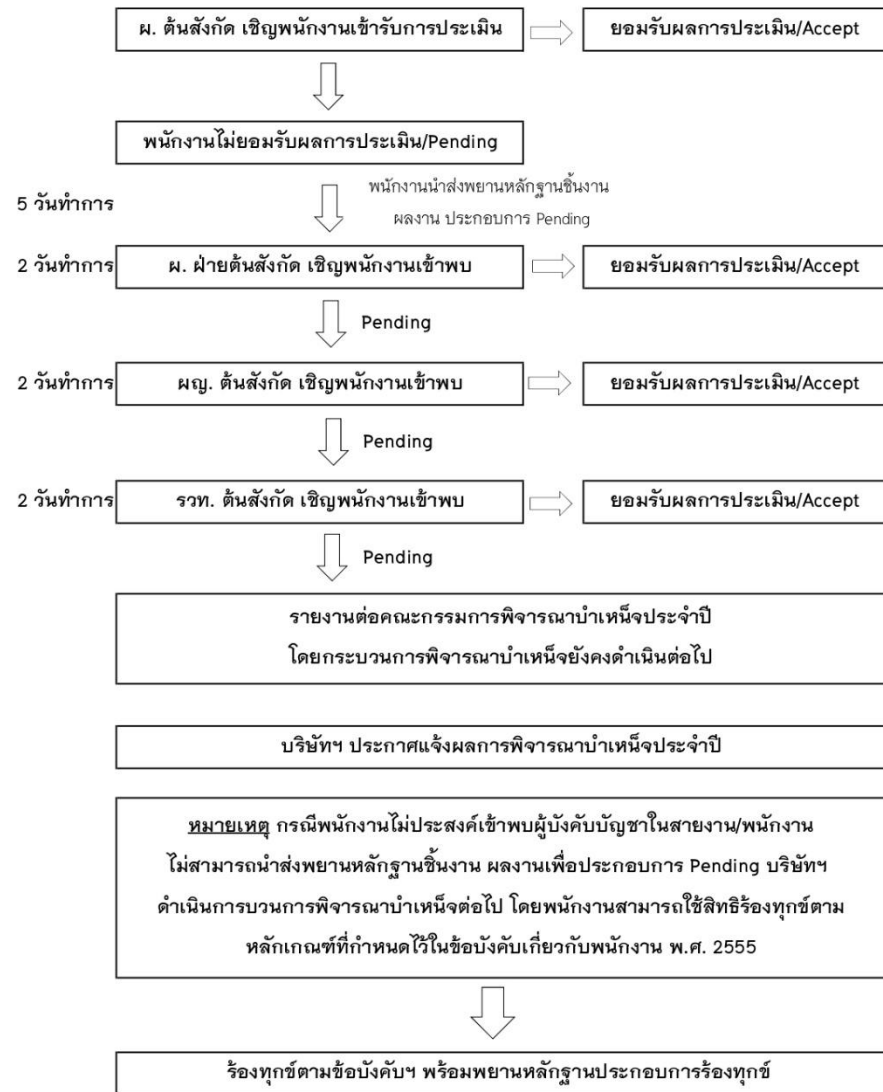 ผ. ต้นสังกัด เชิญพนักงานเข้ารับการประเมิน
ยอมรับผลการประเมิน/Accept
พนักงานไม่ยอมรับผลการประเมิน/Pending
5 วันทำการ
พนักงานนำส่งพยานหลักฐานชิ้นงาน
ผลงาน ประกอบการ Pending
2 วันทำการ
ผ. ฝ่ายต้นสังกัด เชิญพนักงานเข้าพบ
ยอมรับผลการประเมิน/Accept
Pending
2 วันทำการ
ผญ. ต้นสังกัด เชิญพนักงานเข้าพบ
ยอมรับผลการประเมิน/Accept
Pending
2 วันทำการ
รวท. ต้นสังกัด เชิญพนักงานเข้าพบ
ยอมรับผลการประเมิน/Accept
Pending
รายงานต่อคณะกรรมการพิจารณาบำเหน็จประจำปี
โดยกระบวนการพิจารณาบำเหน็จยังคงดำเนินต่อไป
บริษัทฯ ประกาศแจ้งผลการพิจารณาบำเหน็จประจำปี
หมายเหตุ กรณีพนักงานไม่ประสงค์เข้าพบผู้บังคับบัญชาในสายงาน/พนักงาน
ไม่สามารถนำส่งพยานหลักฐานชิ้นงาน ผลงานเพื่อประกอบการ Pending บริษัทฯ
ดำเนินการบวนการพิจารณาบำเหน็จต่อไป โดยพนักงานสามารถใช้สิทธิร้องทุกข์ตาม
หลักเกณฑ์ที่กำหนดไว้ในข้อบังคับเกี่ยวกับพนักงาน พ.ศ. 2555
ร้องทุกข์ตามข้อบังคับฯ พร้อมพยานหลักฐานประกอบการร้องทุกข์